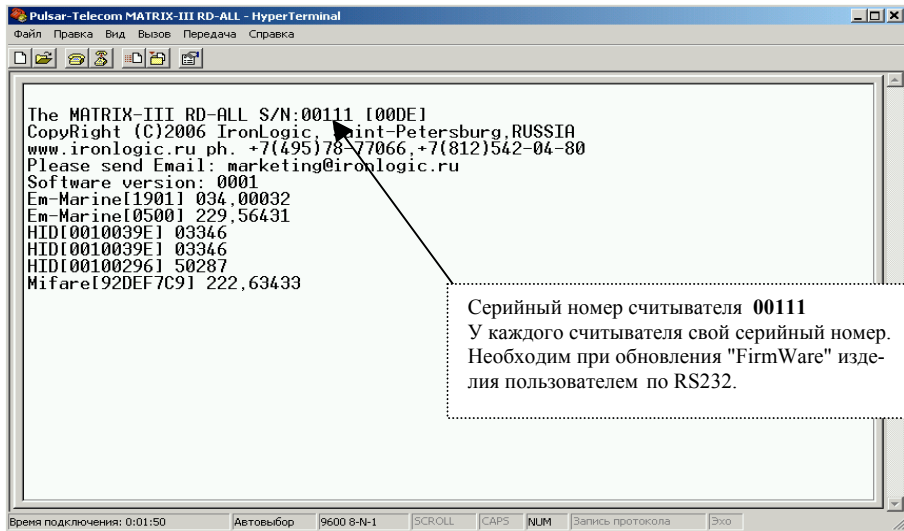 Pulsar-Telecom MATRIX-III RD-ALL - HyperTerminal
Файл Правка Вид Вызов Передача Справка
The MATRIX-III RD-ALL S/N:00111 [00DE]
CopyRight (C)2006 IronLogic, Saint-Petersburg,RUSSIA
www.ironlogic.ru ph. +7(495)78-77066,+7(812)542-04-80
Please send Email: marketing@ironlogic.ru
Software version: 0001
Em-Marine[1901] 034,00032
Em-Marine[0500] 229,56431
HID[0010039E] 03346
HID[0010039E] 03346
HID[00100296] 50287
Mifare[92DEF7C9] 222,63433
Серийный номер считывателя 00111
У каждого считывателя свой серийный номер.
Необходим при обновления "FirmWare" изде-
лия пользователем по RS232.
Время подключения: 0:01:50 Автовыбор 9600 8-N-1 SCROLL CAPS NUM Запись протокола Эхо